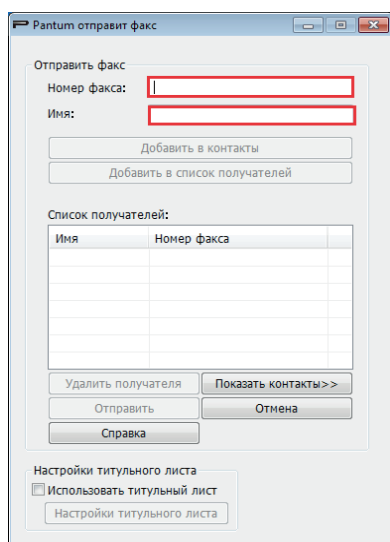 Pantum отправит факс
Отправить факс
Номер факса:
Имя:
Добавить в контакты
Добавить в список получателей
Список получателей:
Имя Номер факса
Удалить получателя Показать контакты>>
Отправить Отмена
Справка
Настройки титульного листа
Использовать титульный лист
Настройки титульного листа